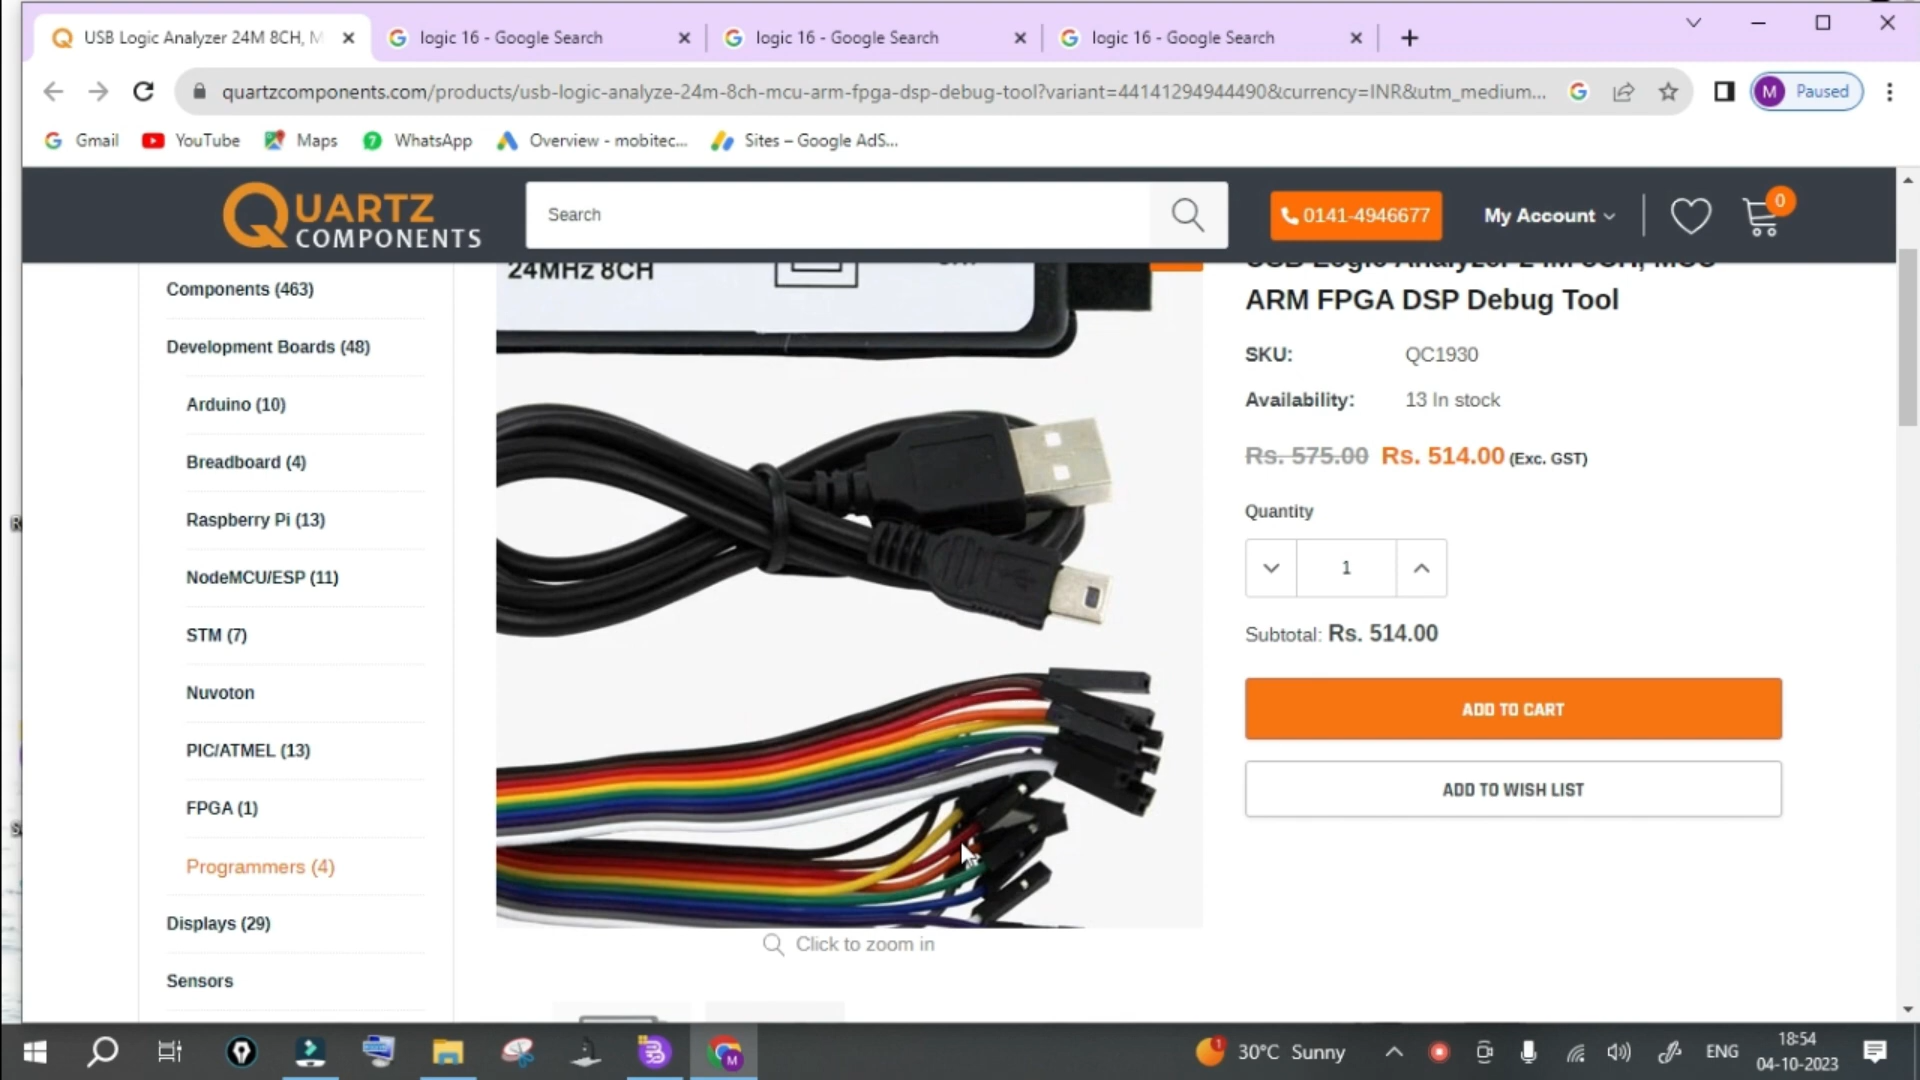 USB Logic Analyzer 24M 8CH, M
logic 16 - Google Search
logic 16 - Google Search
logic 16 - Google Search
quartzcomponents.com/products/usb-logic-analyze-24m-8ch-mcu-arm-fpga-dsp-debug-tool?variant=44141294944490&currency=INR&utm_medium...
M Paused
Gmail
YouTube
Maps
WhatsApp
Overview - mobitec...
Sites – Google AdS...
QUARTZ
COMPONENTS
Search
0141-4946677
My Account
0
Components (463)
Development Boards (48)
Arduino (10)
Breadboard (4)
Raspberry Pi (13)
NodeMCU/ESP (11)
STM (7)
Nuvoton
PIC/ATMEL (13)
FPGA (1)
Programmers (4)
Displays (29)
Sensors
24MHz 8CH
Click to zoom in
USB Logic Analyzer 24M 8CH, MCU
ARM FPGA DSP Debug Tool
SKU: QC1930
Availability: 13 In stock
Rs. 575.00 Rs. 514.00 (Exc. GST)
Quantity
1
Subtotal: Rs. 514.00
ADD TO CART
ADD TO WISH LIST
30°C Sunny
ENG
18:54
04-10-2023